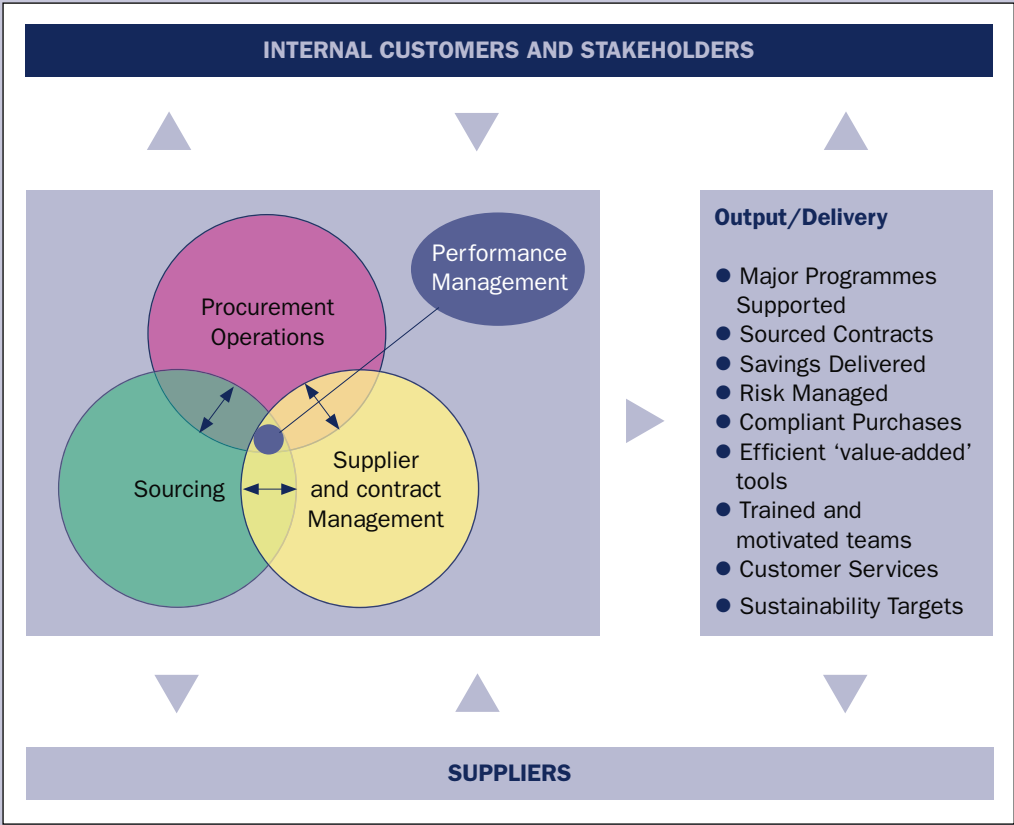 INTERNAL CUSTOMERS AND STAKEHOLDERS
Procurement
Operations
Performance
Management
Sourcing
Supplier
and contract
Management
Output/Delivery
● Major Programmes
Supported
● Sourced Contracts
● Savings Delivered
● Risk Managed
● Compliant Purchases
● Efficient ‘value-added’
tools
● Trained and
motivated teams
● Customer Services
● Sustainability Targets
SUPPLIERS